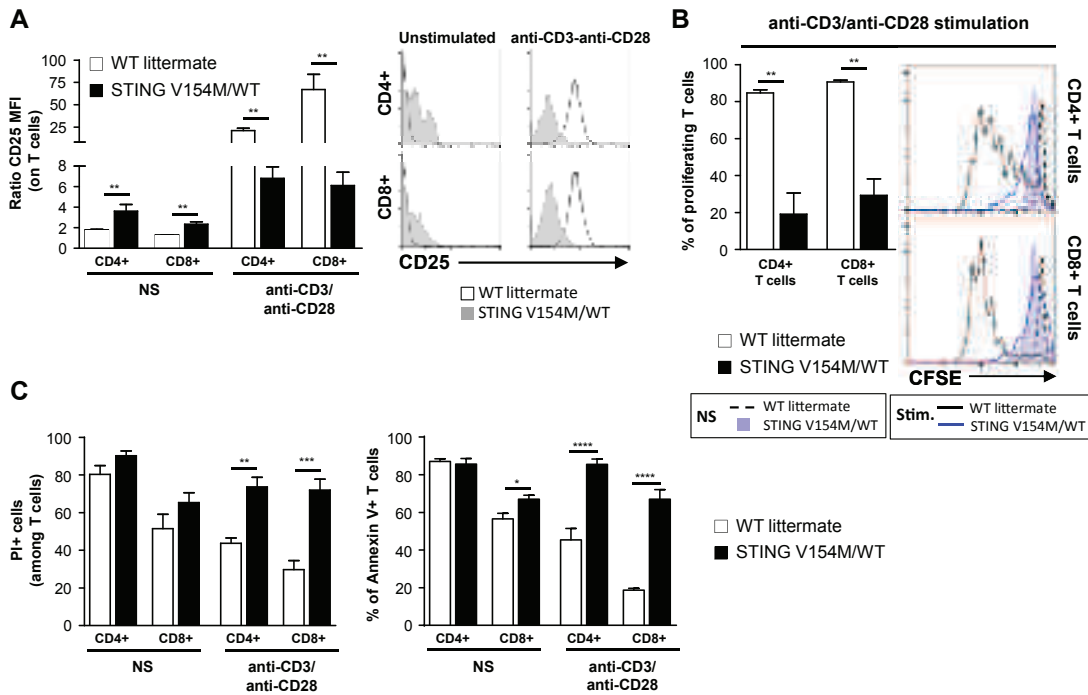 A
WT littermate
STING V154M/WT
Ratio CD25 MFI
(on T cells)
100
75
50
25
8
6
4
2
0
**
**
**
**
CD4+
CD8+
CD4+
CD8+
NS
anti-CD3/
anti-CD28
Unstimulated
anti-CD3-anti-CD28
CD4+
CD8+
CD25
WT littermate
STING V154M/WT
B
anti-CD3/anti-CD28 stimulation
% of proliferating T cells
100
80
60
40
20
0
**
**
CD4+
T cells
CD8+
T cells
CD4+ T cells
CD8+ T cells
CFSE
WT littermate
STING V154M/WT
NS
WT littermate
STING V154M/WT
Stim.
WT littermate
STING V154M/WT
C
PI+ cells
(among T cells)
100
80
60
40
20
0
**
***
CD4+
CD8+
CD4+
CD8+
NS
anti-CD3/
anti-CD28
% of Annexin V+ T cells
100
80
60
40
20
0
*
****
****
CD4+
CD8+
CD4+
CD8+
NS
anti-CD3/
anti-CD28
WT littermate
STING V154M/WT